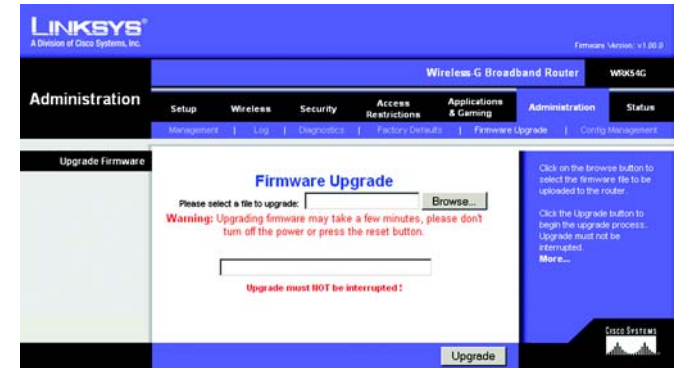 LINKSYS®
A Division of Cisco Systems, Inc.
Firmware Version: v1.00.0
Wireless-G Broadband Router WRK54G
Administration
Setup Wireless Security Access Restrictions Applications & Gaming Administration Status
Management | Log | Diagnostics | Factory Defaults | Firmware Upgrade | Config Management
Upgrade Firmware
Firmware Upgrade
Please select a file to upgrade: Browse...
Warning: Upgrading firmware may take a few minutes, please don't
turn off the power or press the reset button.
Upgrade must NOT be interrupted !
Click on the browse button to
select the firmware file to be
uploaded to the router.
Click the Upgrade button to
begin the upgrade process.
Upgrade must not be
interrupted.
More...
Upgrade
CISCO SYSTEMS